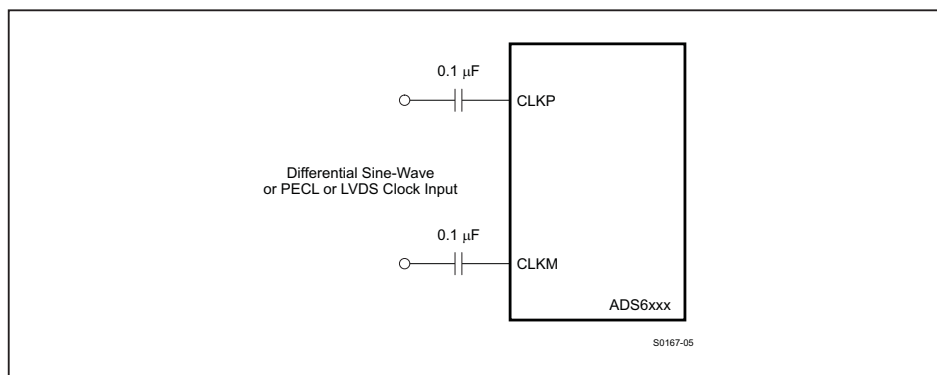 0.1 μF
CLKP
Differential Sine-Wave
or PECL or LVDS Clock Input
0.1 μF
CLKM
ADS6xxx
S0167-05